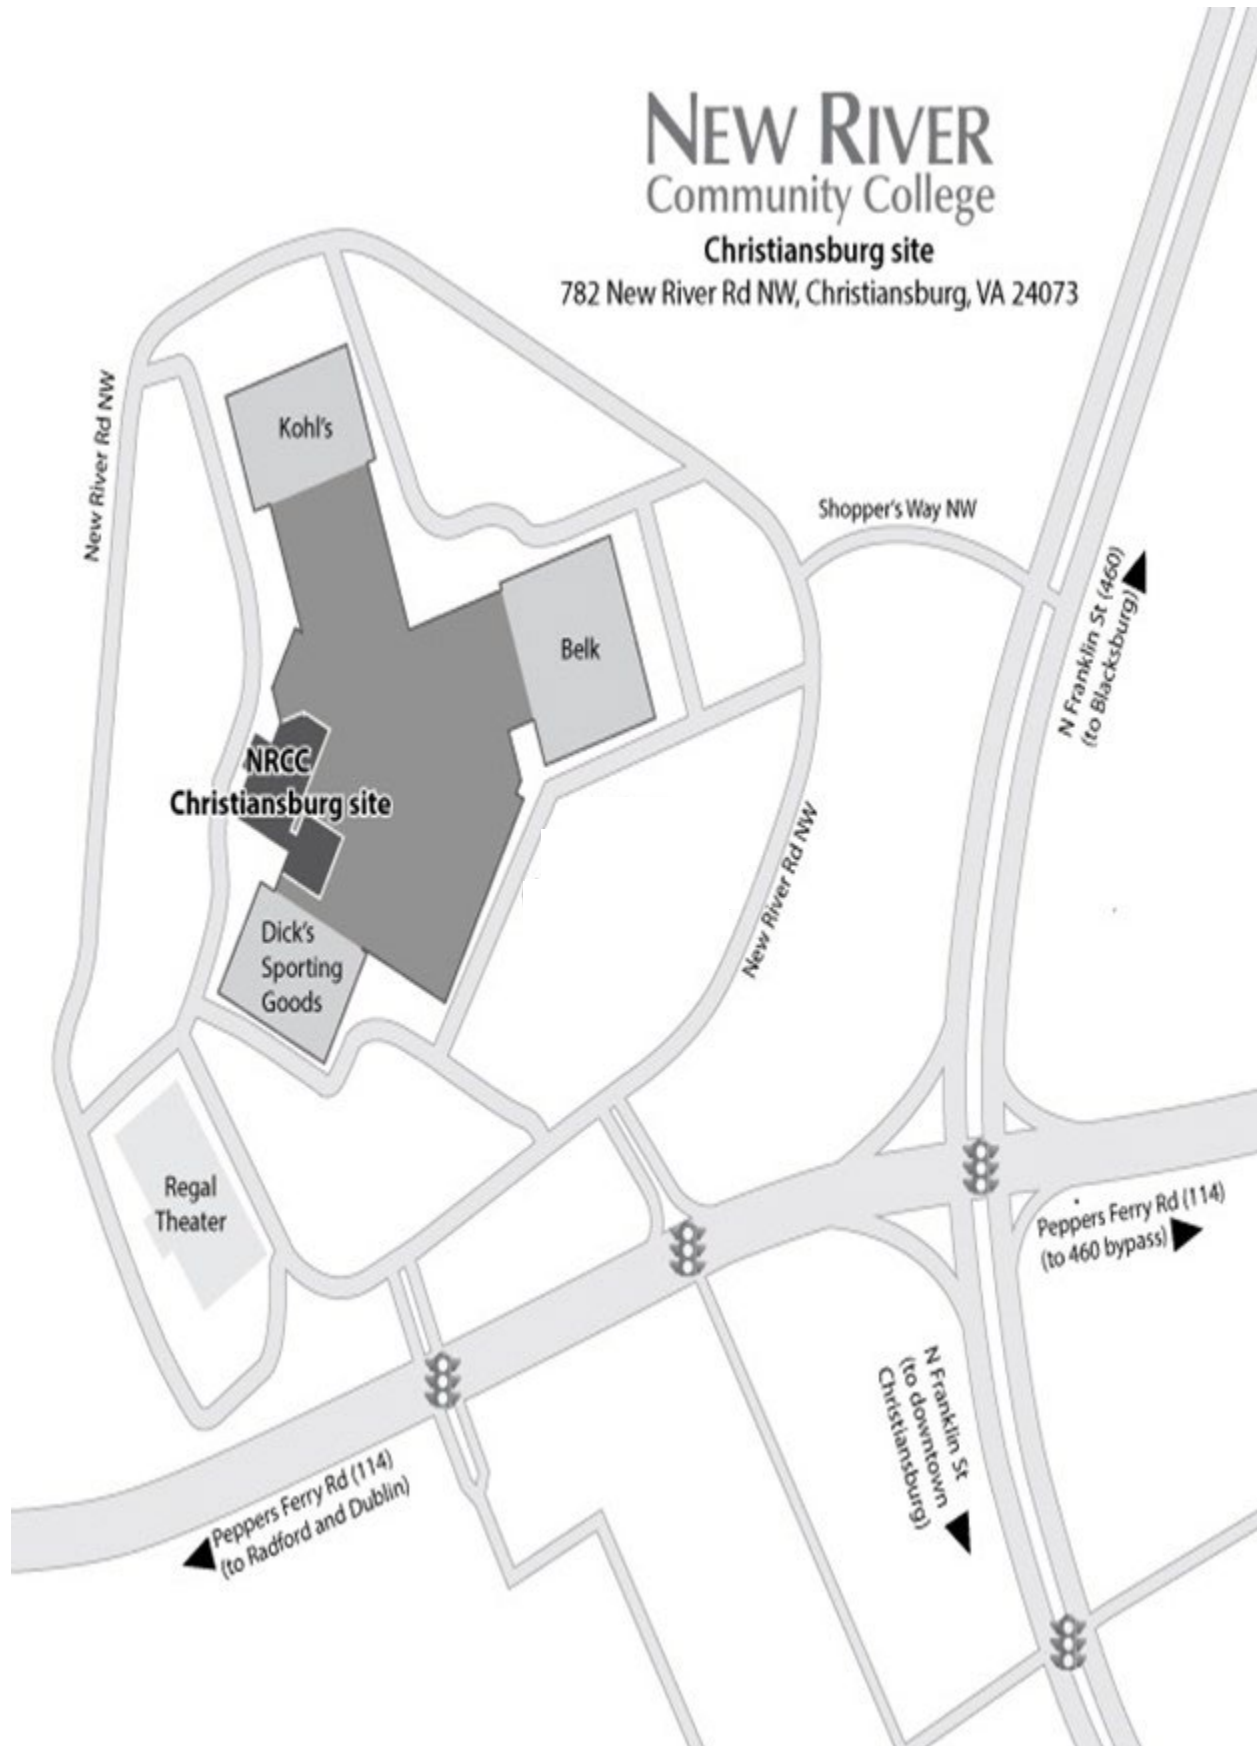 NEW RIVER
Community College
Christiansburg site
782 New River Rd NW, Christiansburg, VA 24073
New River Rd NW
Kohl's
Shopper's Way NW
Belk
N Franklin St (460)
(to Blacksburg)
NRCC
Christiansburg site
New River Rd NW
Dick's
Sporting
Goods
Regal
Theater
Peppers Ferry Rd (114)
(to 460 bypass)
N Franklin St
(to downtown
Christiansburg)
Peppers Ferry Rd (114)
(to Radford and Dublin)